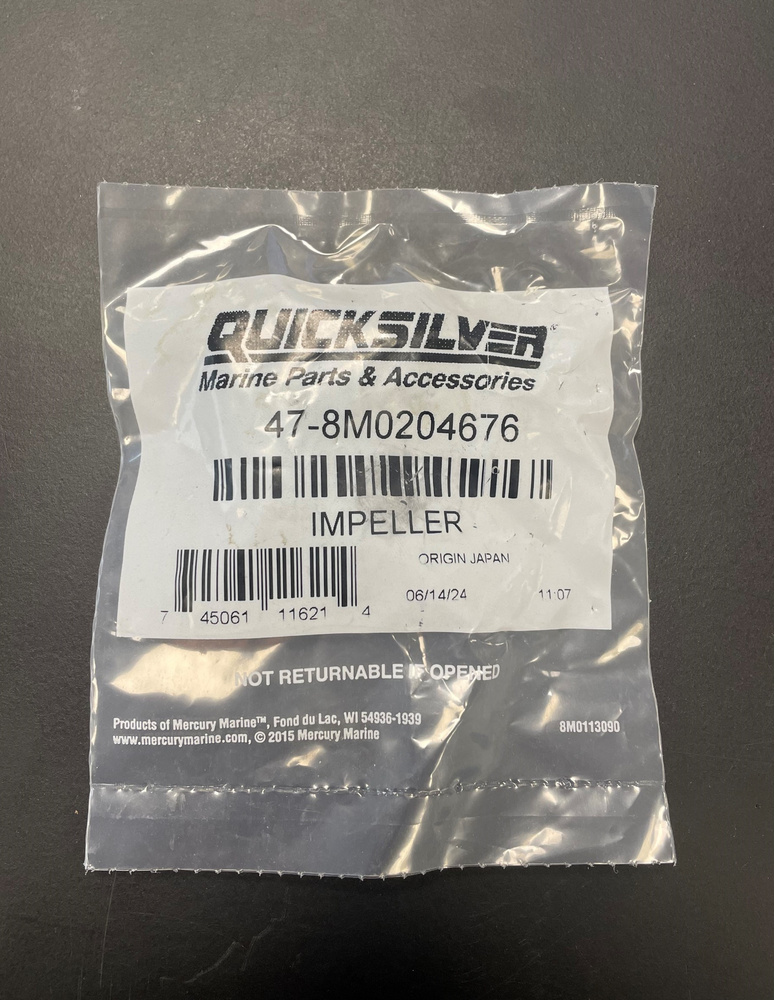 QUICKSILVER®
Marine Parts & Accessories
47-8M0204676
IMPELLER
ORIGIN JAPAN
06/14/24 11:07
7 45061 11621 4
NOT RETURNABLE IF OPENED
Products of Mercury Marine™, Fond du Lac, WI 54936-1939
www.mercurymarine.com, © 2015 Mercury Marine
8M0113090